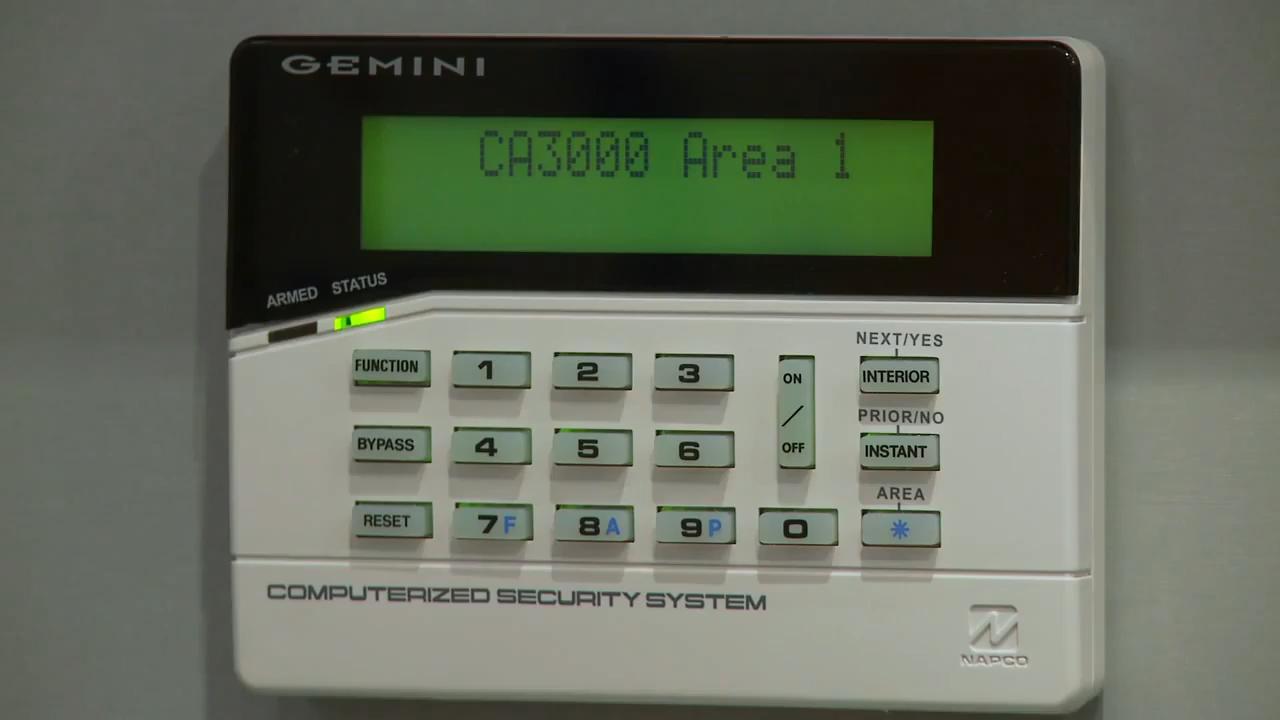 GEMINI
CA3000 Area 1
ARMED STATUS
NEXT/YES
FUNCTION 1 2 3 ON / OFF INTERIOR
PRIOR/NO
BYPASS 4 5 6 INSTANT
AREA
RESET 7F 8A 9P 0 *
COMPUTERIZED SECURITY SYSTEM
NAPCO